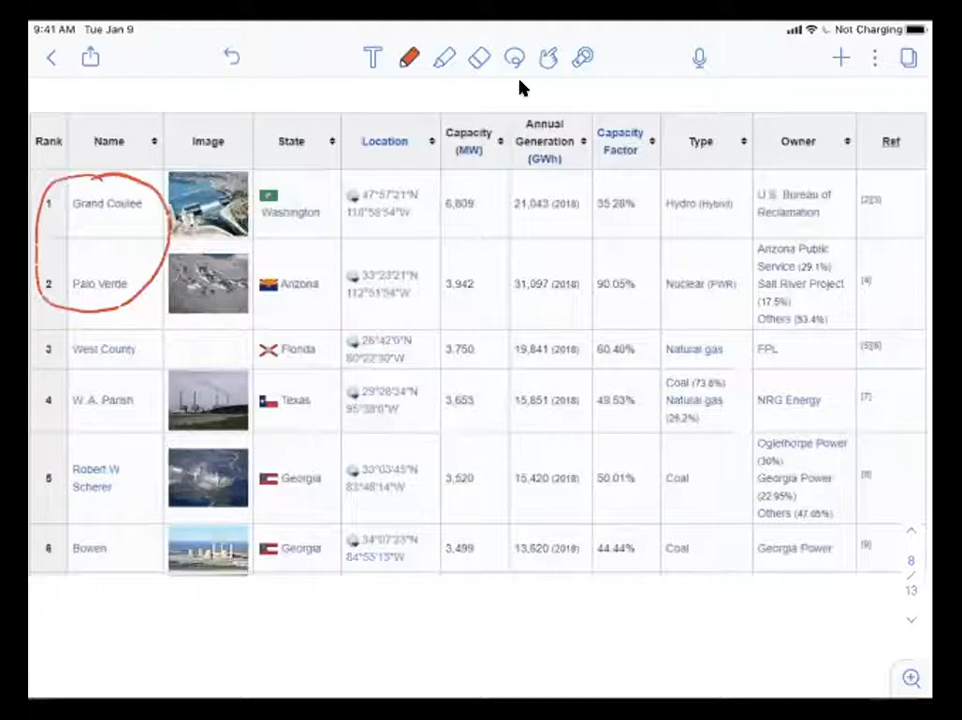 9:41 AM Tue Jan 9
Not Charging
T
Rank Name Image State Location Capacity (MW) Annual Generation (GWh) Capacity Factor Type Owner Ref
1 Grand Coulee Washington 47°57'21"N 118°58'54"W 6,809 21,043 (2018) 35.28% Hydro (Hybrid) U.S. Bureau of Reclamation [2][3]
2 Palo Verde Arizona 33°23'21"N 112°51'54"W 3,942 31,097 (2018) 90.05% Nuclear (PWR) Arizona Public Service (29.1%) Salt River Project (17.5%) Others (53.4%) [4]
3 West County Florida 26°42'0"N 80°22'30"W 3,750 19,841 (2018) 60.40% Natural gas FPL [5][6]
4 W. A. Parish Texas 29°28'34"N 95°38'0"W 3,653 15,851 (2018) 49.53% Coal (73.8%) Natural gas (26.2%) NRG Energy [7]
5 Robert W Scherer Georgia 33°03'45"N 83°48'14"W 3,520 15,420 (2018) 50.01% Coal Oglethorpe Power (30%) Georgia Power (22.95%) Others (47.05%) [8]
6 Bowen Georgia 34°07'23"N 84°55'13"W 3,499 13,620 (2018) 44.44% Coal Georgia Power [9]
8
/
13